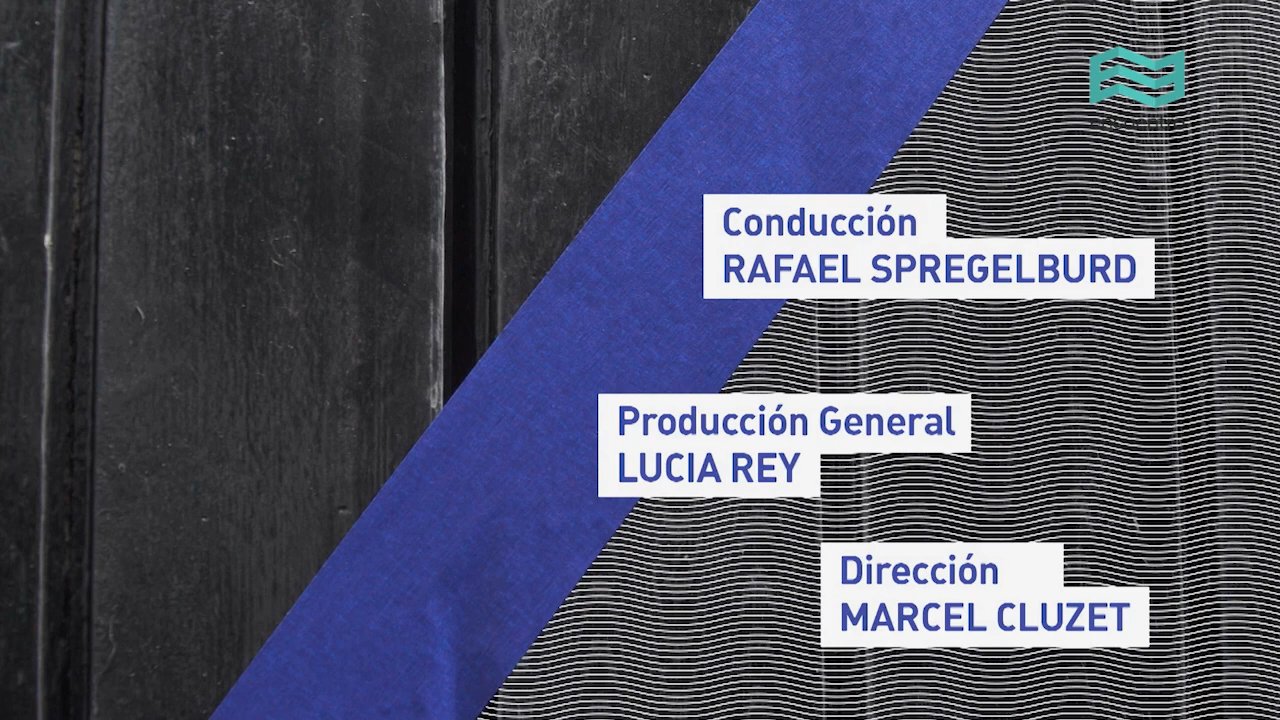 Conducción
RAFAEL SPREGELBURD
Producción General
LUCIA REY
Dirección
MARCEL CLUZET